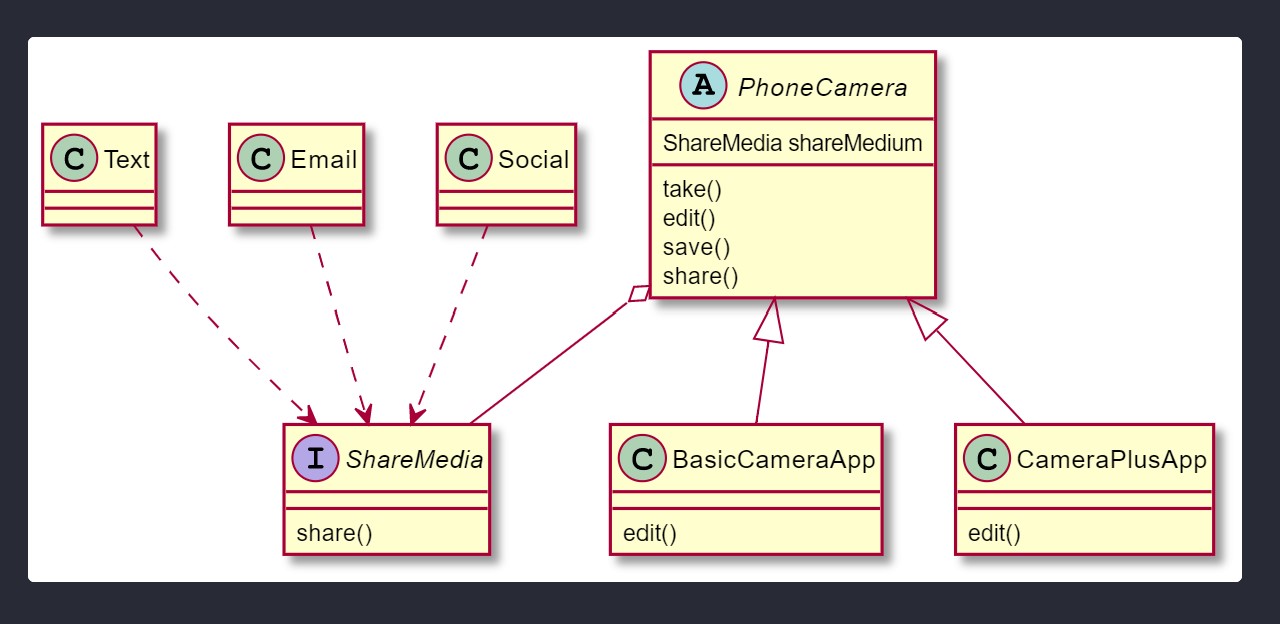 A PhoneCamera
ShareMedia shareMedium
take()
edit()
save()
share()
C Text
C Email
C Social
I ShareMedia
share()
C BasicCameraApp
edit()
C CameraPlusApp
edit()